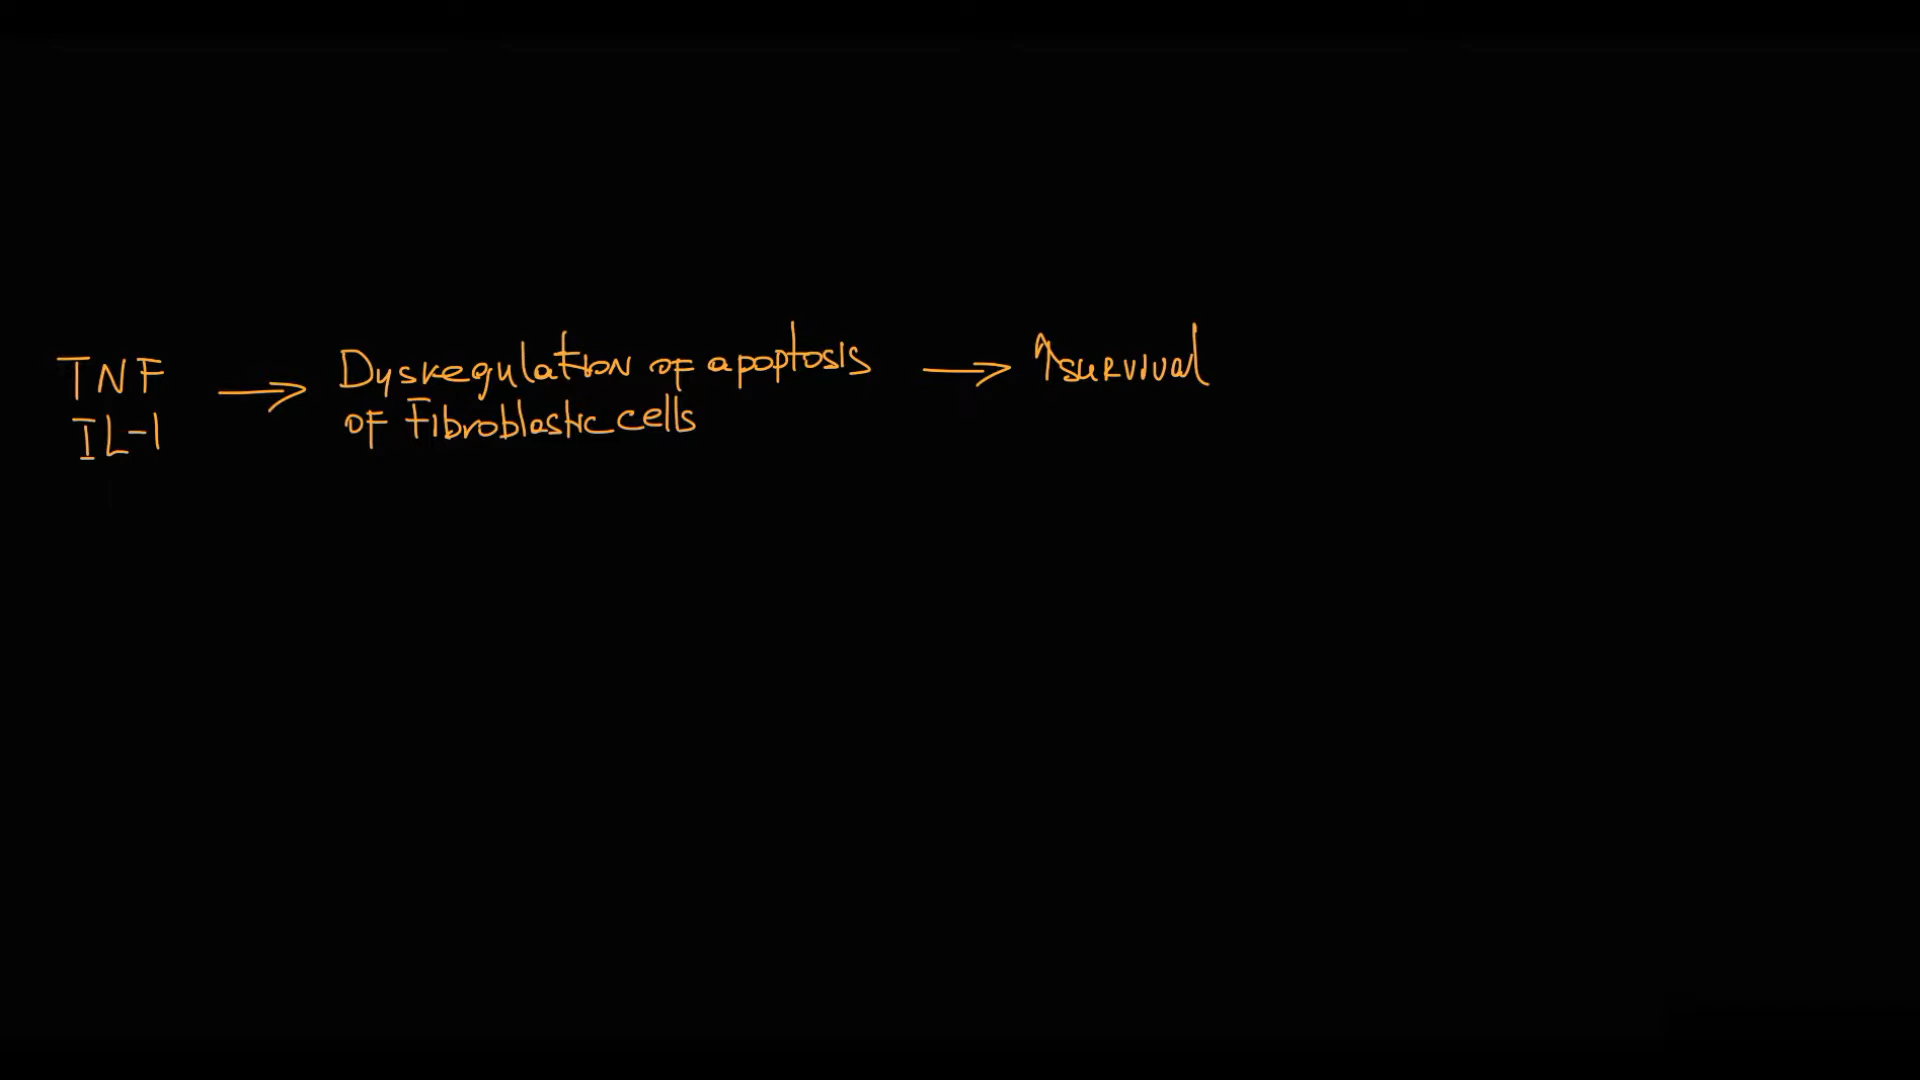 TNF → Dysregulation of apoptosis → ↑survival
IL-1 of Fibroblastic cells